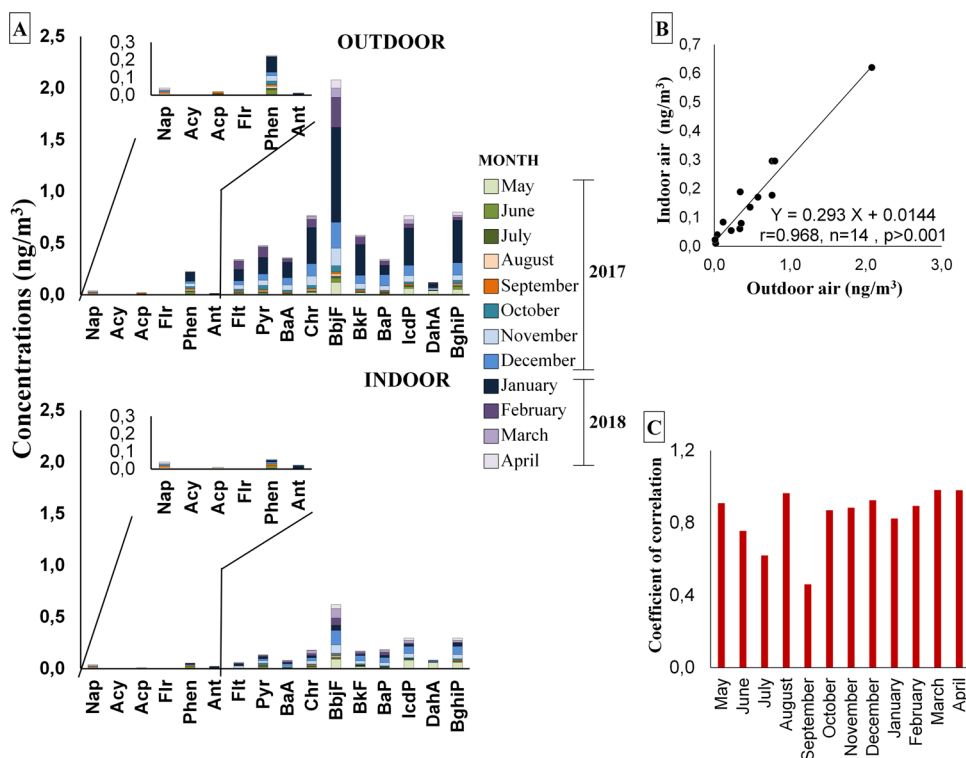 A
OUTDOOR
Concentrations (ng/m³)
2,5
2,0
1,5
1,0
0,5
0,0
0,3
0,2
0,1
0,0
Nap
Acy
Acp
Flr
Phen
Ant
Nap
Acy
Acp
Flr
Phen
Ant
Flt
Pyr
BaA
Chr
BbjF
BkF
BaP
IcdP
DahA
BghiP
INDOOR
2,5
2,0
1,5
1,0
0,5
0,0
0,3
0,2
0,1
0,0
Nap
Acy
Acp
Flr
Phen
Ant
Nap
Acy
Acp
Flr
Phen
Ant
Flt
Pyr
BaA
Chr
BbjF
BkF
BaP
IcdP
DahA
BghiP
MONTH
May
June
July
August
September
October
November
December
January
February
March
April
2017
2018
B
Indoor air (ng/m³)
0,7
0,6
0,5
0,4
0,3
0,2
0,1
0,0
Y = 0.293 X + 0.0144
r=0.968, n=14 , p>0.001
0,0
1,0
2,0
3,0
Outdoor air (ng/m³)
C
Coefficient of correlation
1,2
0,8
0,4
0,0
May
June
July
August
September
October
November
December
January
February
March
April